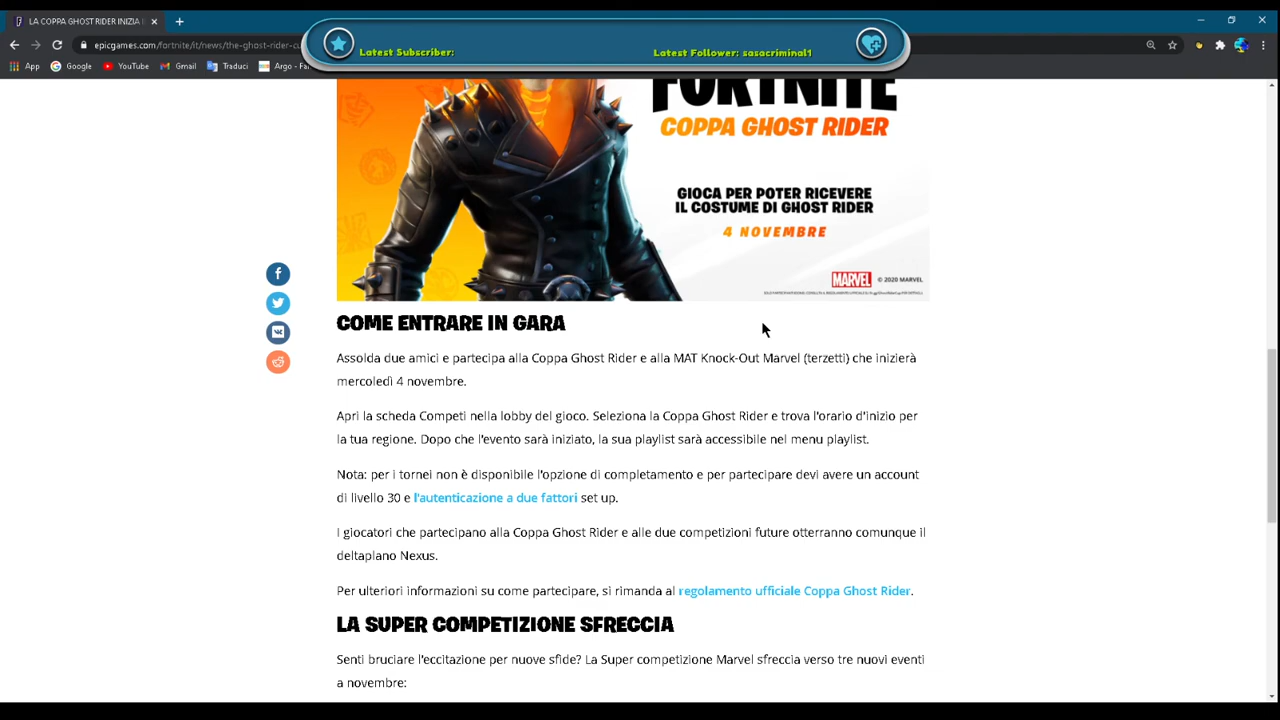 LA COPPA GHOST RIDER INIZIA
epicgames.com/fortnite/it/news/the-ghost-rider-cu
Latest Subscriber:
Latest Follower: sasacriminal1
App
Google
YouTube
Gmail
Traduci
Argo - Fa
FORTNITE
COPPA GHOST RIDER
GIOCA PER POTER RICEVERE
IL COSTUME DI GHOST RIDER
4 NOVEMBRE
MARVEL
© 2020 MARVEL
COME ENTRARE IN GARA
Assolda due amici e partecipa alla Coppa Ghost Rider e alla MAT Knock-Out Marvel (terzetti) che inizierà
mercoledì 4 novembre.
Apri la scheda Competi nella lobby del gioco. Seleziona la Coppa Ghost Rider e trova l'orario d'inizio per
la tua regione. Dopo che l'evento sarà iniziato, la sua playlist sarà accessibile nel menu playlist.
Nota: per i tornei non è disponibile l'opzione di completamento e per partecipare devi avere un account
di livello 30 e l'autenticazione a due fattori set up.
I giocatori che partecipano alla Coppa Ghost Rider e alle due competizioni future otterranno comunque il
deltaplano Nexus.
Per ulteriori informazioni su come partecipare, si rimanda al regolamento ufficiale Coppa Ghost Rider.
LA SUPER COMPETIZIONE SFRECCIA
Senti bruciare l'eccitazione per nuove sfide? La Super competizione Marvel sfreccia verso tre nuovi eventi
a novembre: